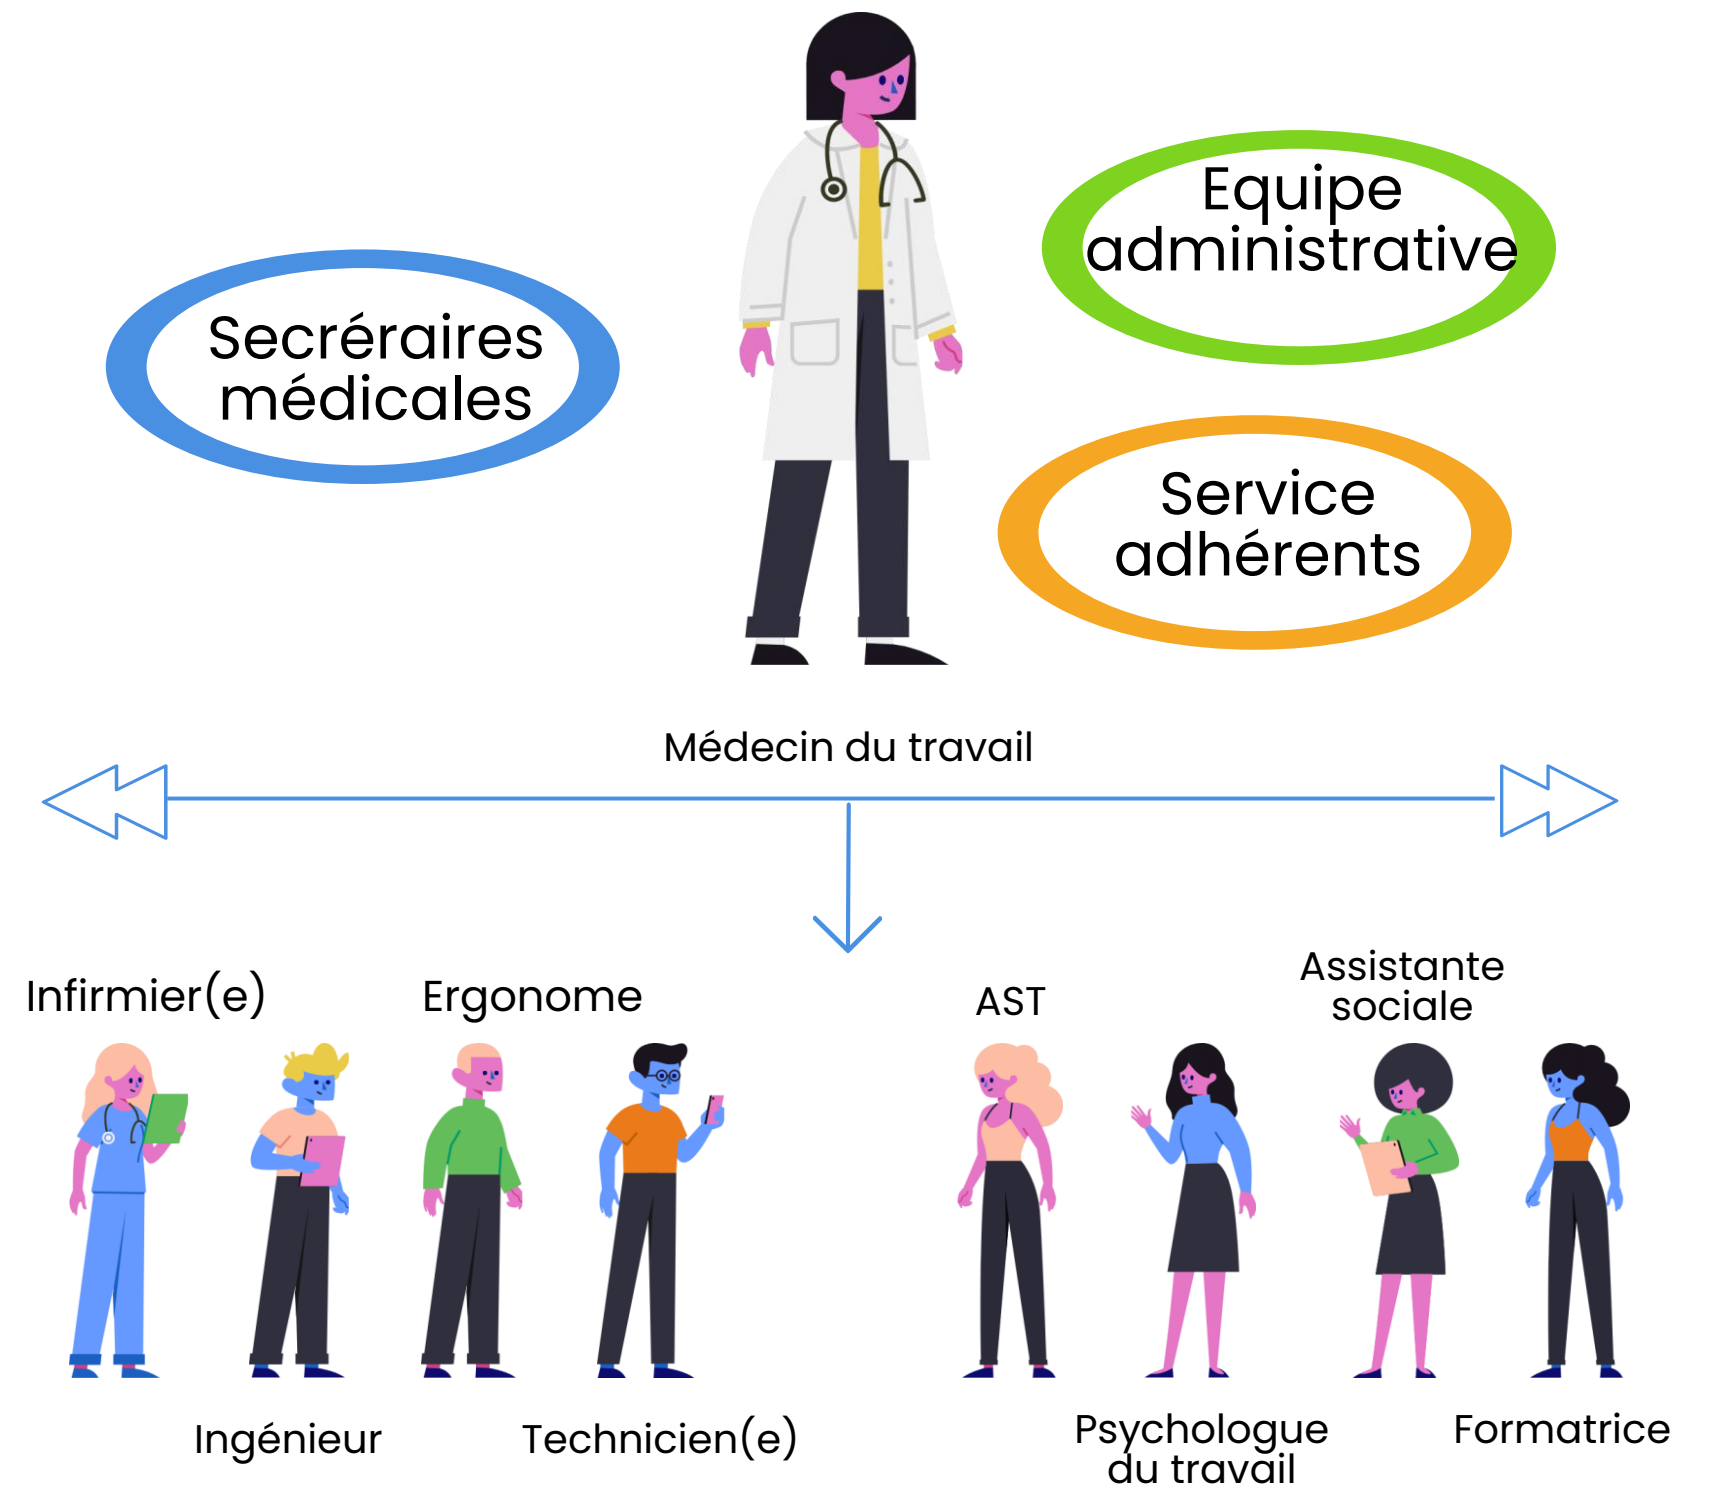 Equipe
administrative
Secréraires
médicales
Service
adhérents
Médecin du travail
Infirmier(e)
Ergonome
AST
Assistante
sociale
Ingénieur
Technicien(e)
Psychologue
du travail
Formatrice